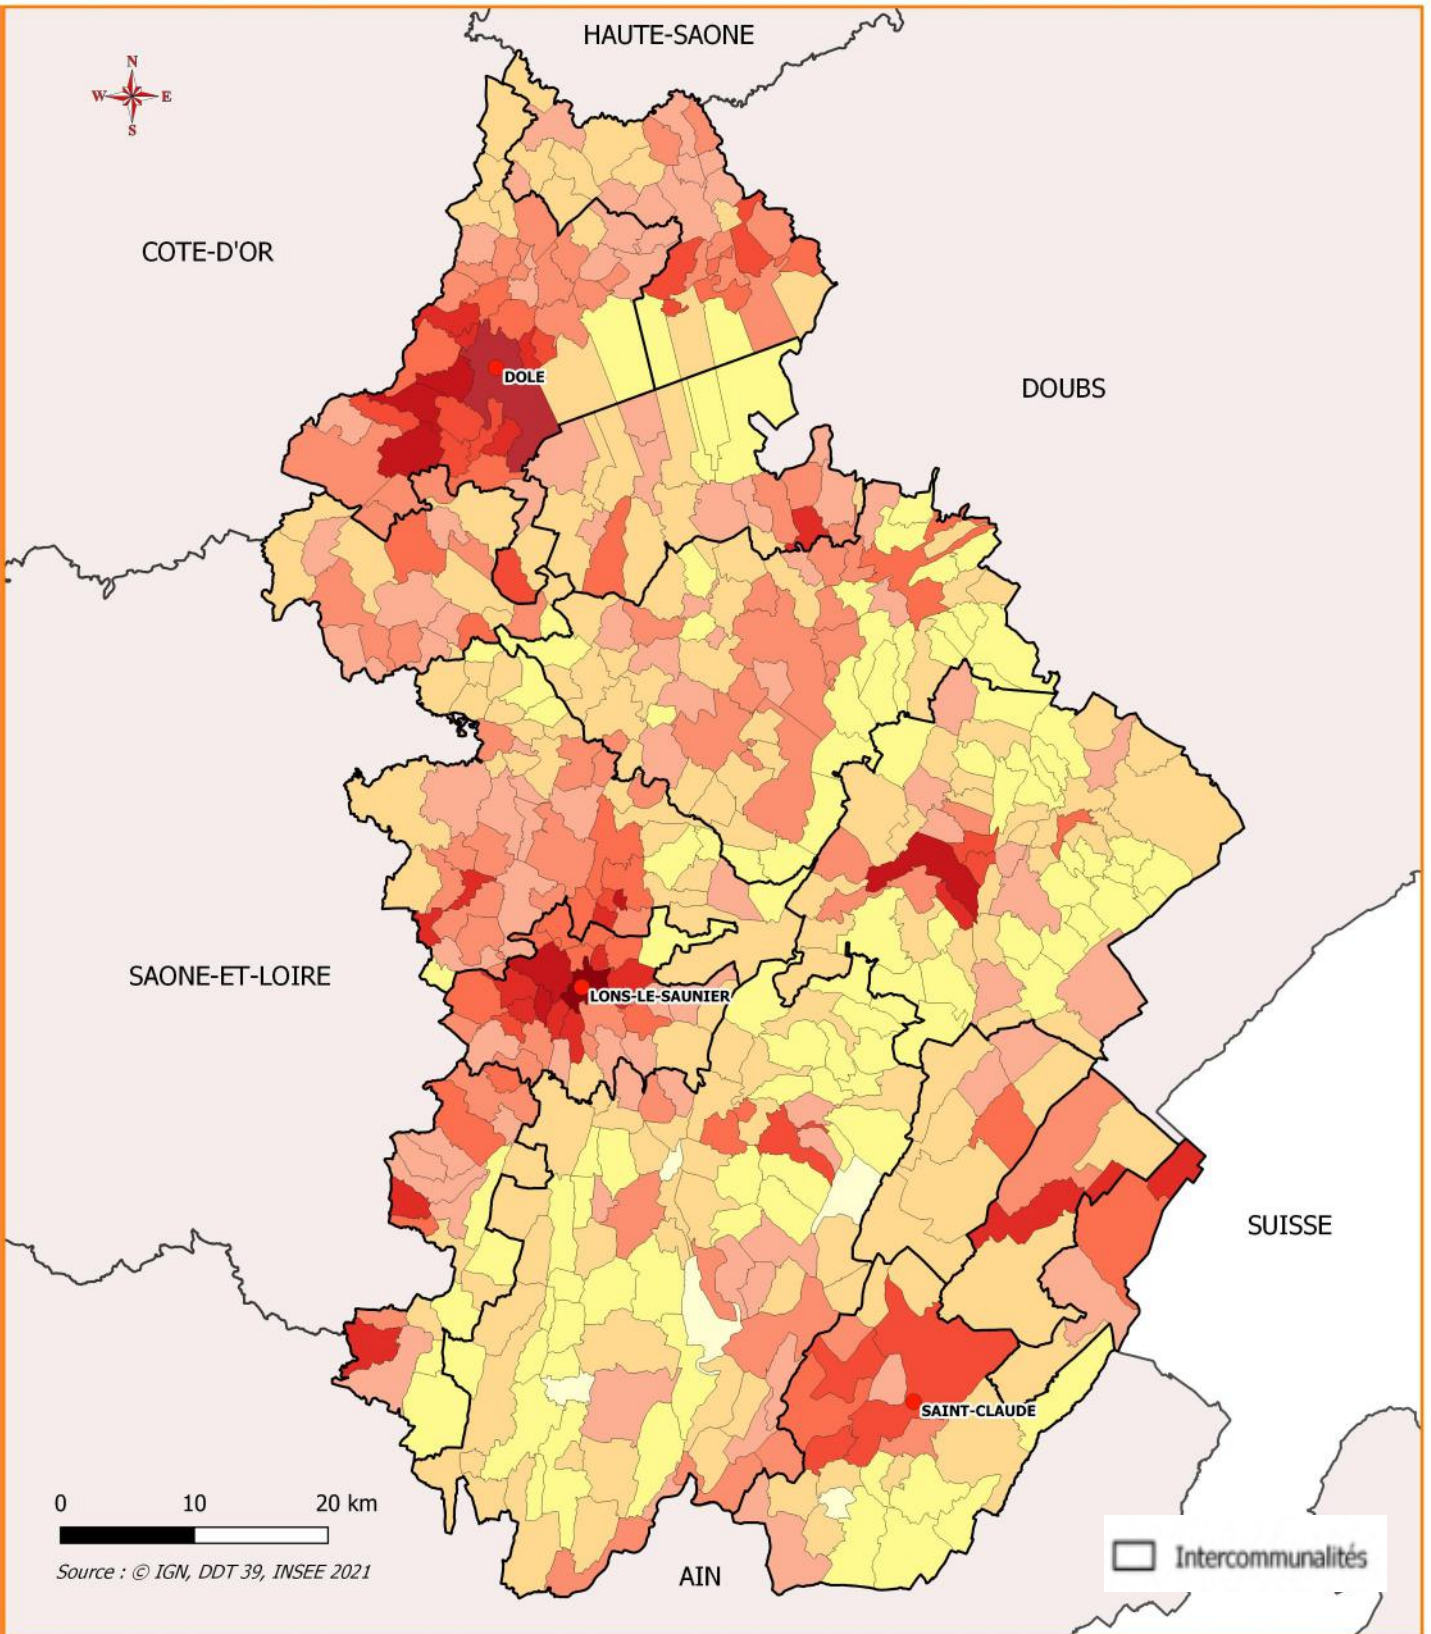 HAUTE-SAONE
N
W E
S
COTE-D'OR
DOLE
DOUBS
SAONE-ET-LOIRE
LONS-LE-SAUNIER
SUISSE
SAINT-CLAUDE
0 10 20 km
Source : © IGN, DDT 39, INSEE 2021
AIN
Intercommunalités